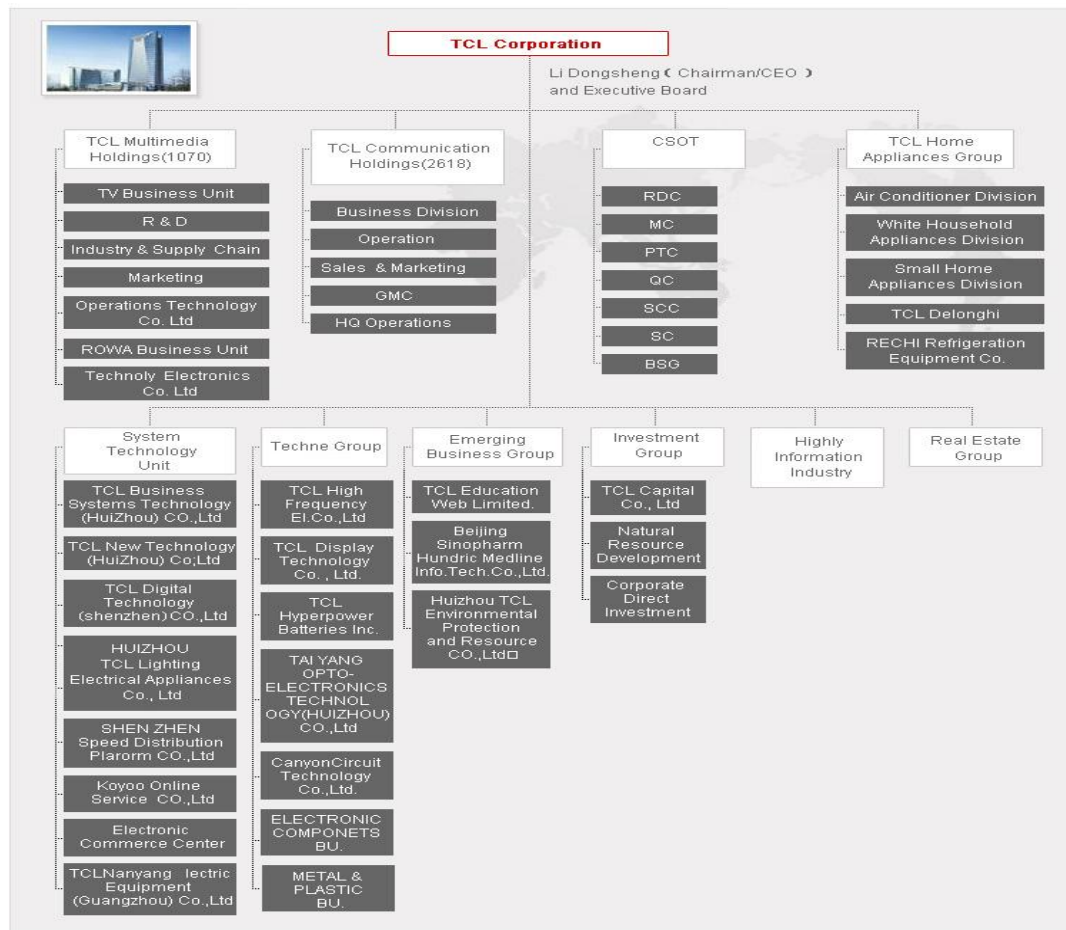 TCL Corporation
Li Dongsheng ( Chairman/CEO )
and Executive Board
TCL Multimedia
Holdings(1070)
TV Business Unit
R & D
Industry & Supply Chain
Marketing
Operations Technology
Co. Ltd
ROWA Business Unit
Technoly Electronics
Co. Ltd
TCL Communication
Holdings(2618)
Business Division
Operation
Sales & Marketing
GMC
HQ Operations
CSOT
RDC
MC
PTC
QC
SCC
SC
BSG
TCL Home
Appliances Group
Air Conditioner Division
White Household
Appliances Division
Small Home
Appliances Division
TCL Delonghi
RECHI Refrigeration
Equipment Co.
System
Technology
Unit
TCL Business
Systems Technology
(HuiZhou) CO.,Ltd
TCL New Technology
(HuiZhou) Co;Ltd
TCL Digital
Technology
(shenzhen) CO.,Ltd
HUIZHOU
TCL Lighting
Electrical Appliances
Co., Ltd
SHEN ZHEN
Speed Distribution
Plarorm CO.,Ltd
Koyoo Online
Service CO.,Ltd
Electronic
Commerce Center
TCLNanyang lectric
Equipment
(Guangzhou) Co.,Ltd
Techne Group
TCL High
Frequency
El.Co.,Ltd
TCL Display
Technology
Co. , Ltd.
TCL
Hyperpower
Batteries Inc.
TAI YANG
OPTO-
ELECTRONICS
TECHNOL
OGY(HUIZHOU)
CO.,Ltd
CanyonCircuit
Technology
Co.,Ltd.
ELECTRONIC
COMPONETS
BU.
METAL &
PLASTIC
BU.
Emerging
Business Group
TCL Education
Web Limited.
Beijing
Sinopharm
Hundric Medline
Info.Tech.Co.,Ltd.
Huizhou TCL
Environmental
Protection
and Resource
CO.,Ltd□
Investment
Group
TCL Capital
Co., Ltd
Natural
Resource
Development
Corporate
Direct
Investment
Highly
Information
Industry
Real Estate
Group